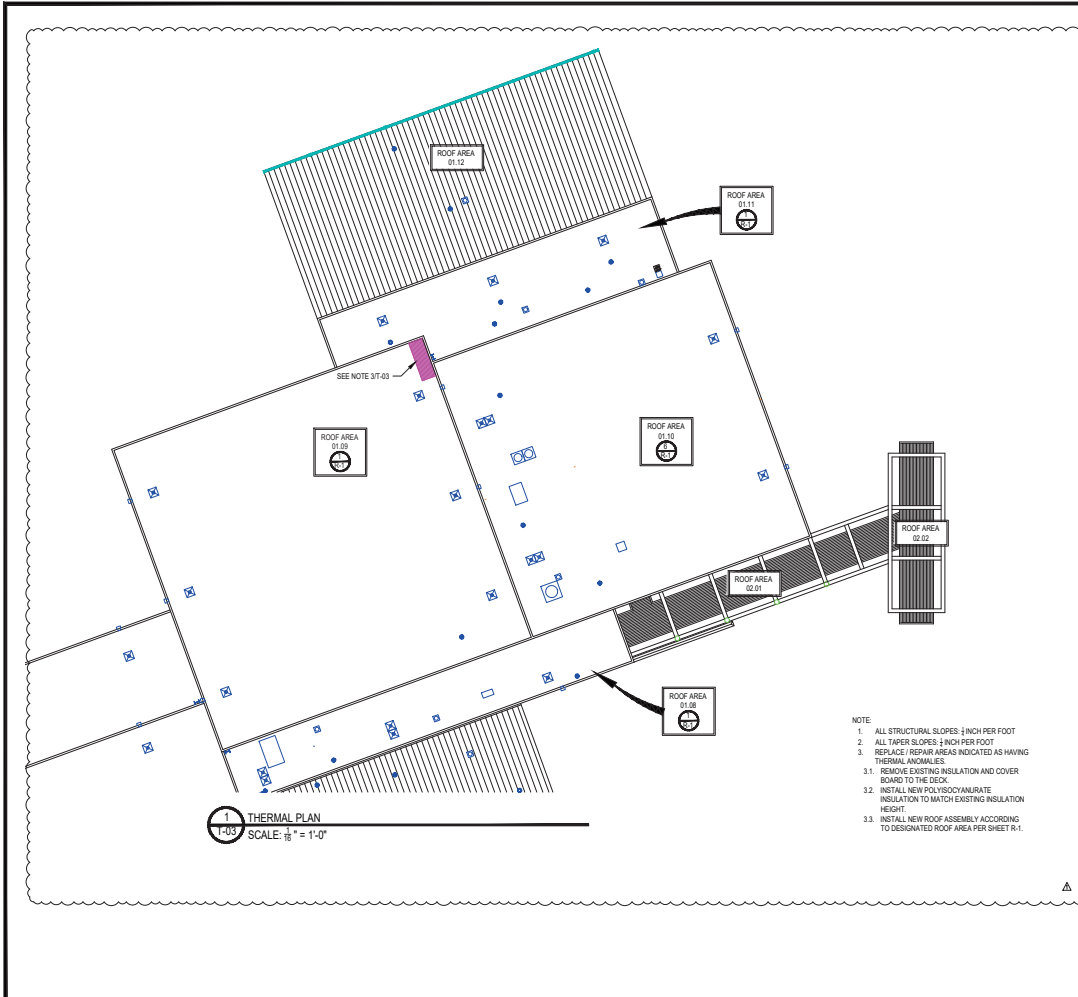 ROOF AREA
01.12
ROOF AREA
01.11
1
R-1
SEE NOTE 3/T-03
ROOF AREA
01.09
1
R-1
ROOF AREA
01.10
6
R-1
ROOF AREA
02.02
ROOF AREA
02.01
ROOF AREA
01.08
1
R-1
NOTE:
1. ALL STRUCTURAL SLOPES: INCH PER FOOT
2. ALL TAPER SLOPES: INCH PER FOOT
3. REPLACE / REPAIR AREAS INDICATED AS HAVING
THERMAL ANOMALIES.
3.1. REMOVE EXISTING INSULATION AND COVER
BOARD TO THE DECK.
3.2. INSTALL NEW POLYISOCYANURATE
INSULATION TO MATCH EXISTING INSULATION
HEIGHT.
3.3. INSTALL NEW ROOF ASSEMBLY ACCORDING
TO DESIGNATED ROOF AREA PER SHEET R-1.
1
T-03
THERMAL PLAN
SCALE: 1/16" = 1'-0"